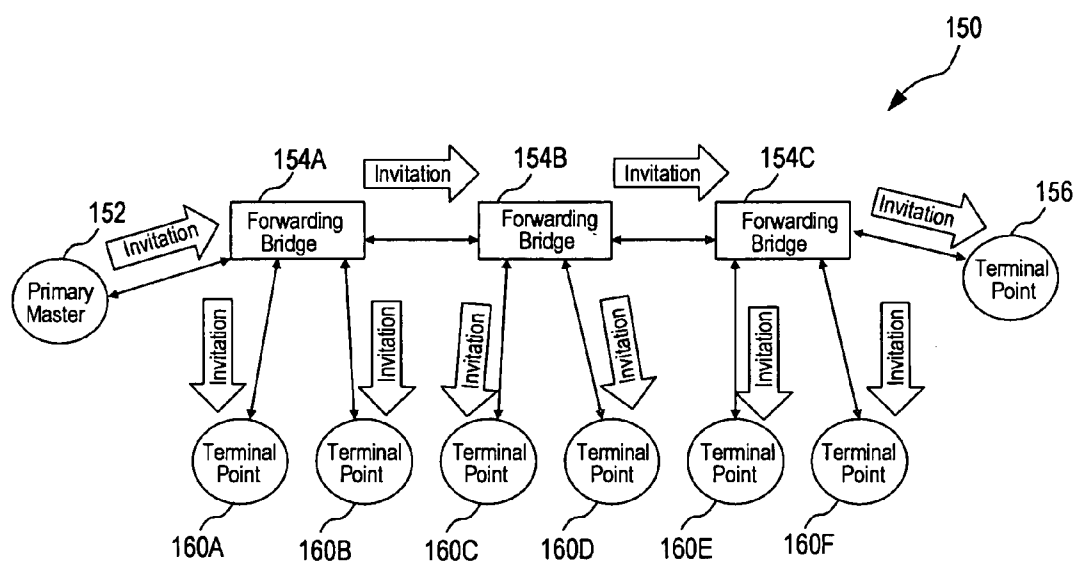 150
154A
Invitation
154B
Invitation
154C
152
Invitation
Forwarding
Bridge
Forwarding
Bridge
Forwarding
Bridge
Invitation
156
Primary
Master
Terminal
Point
Invitation
Invitation
Invitation
Invitation
Invitation
Invitation
Terminal
Point
Terminal
Point
Terminal
Point
Terminal
Point
Terminal
Point
Terminal
Point
160A
160B
160C
160D
160E
160F